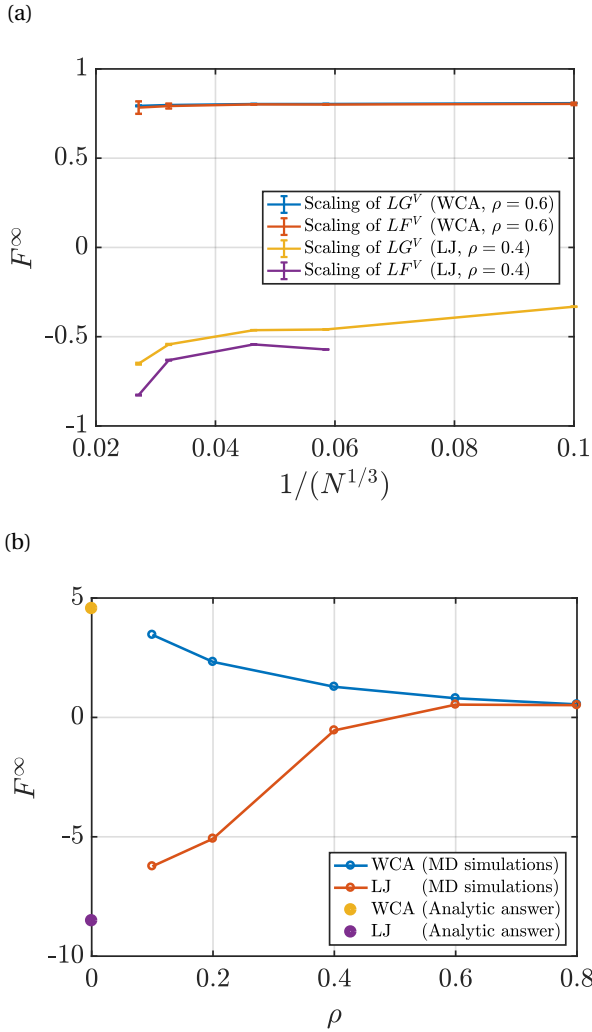 (a)
1
0.5
0
-0.5
-1
F^∞
Scaling of LG^V (WCA, ρ = 0.6)
Scaling of LF^V (WCA, ρ = 0.6)
Scaling of LG^V (LJ, ρ = 0.4)
Scaling of LF^V (LJ, ρ = 0.4)
0.02 0.04 0.06 0.08 0.1
1/(N^{1/3})
(b)
5
0
-5
-10
F^∞
WCA (MD simulations)
LJ (MD simulations)
WCA (Analytic answer)
LJ (Analytic answer)
0 0.2 0.4 0.6 0.8
ρ